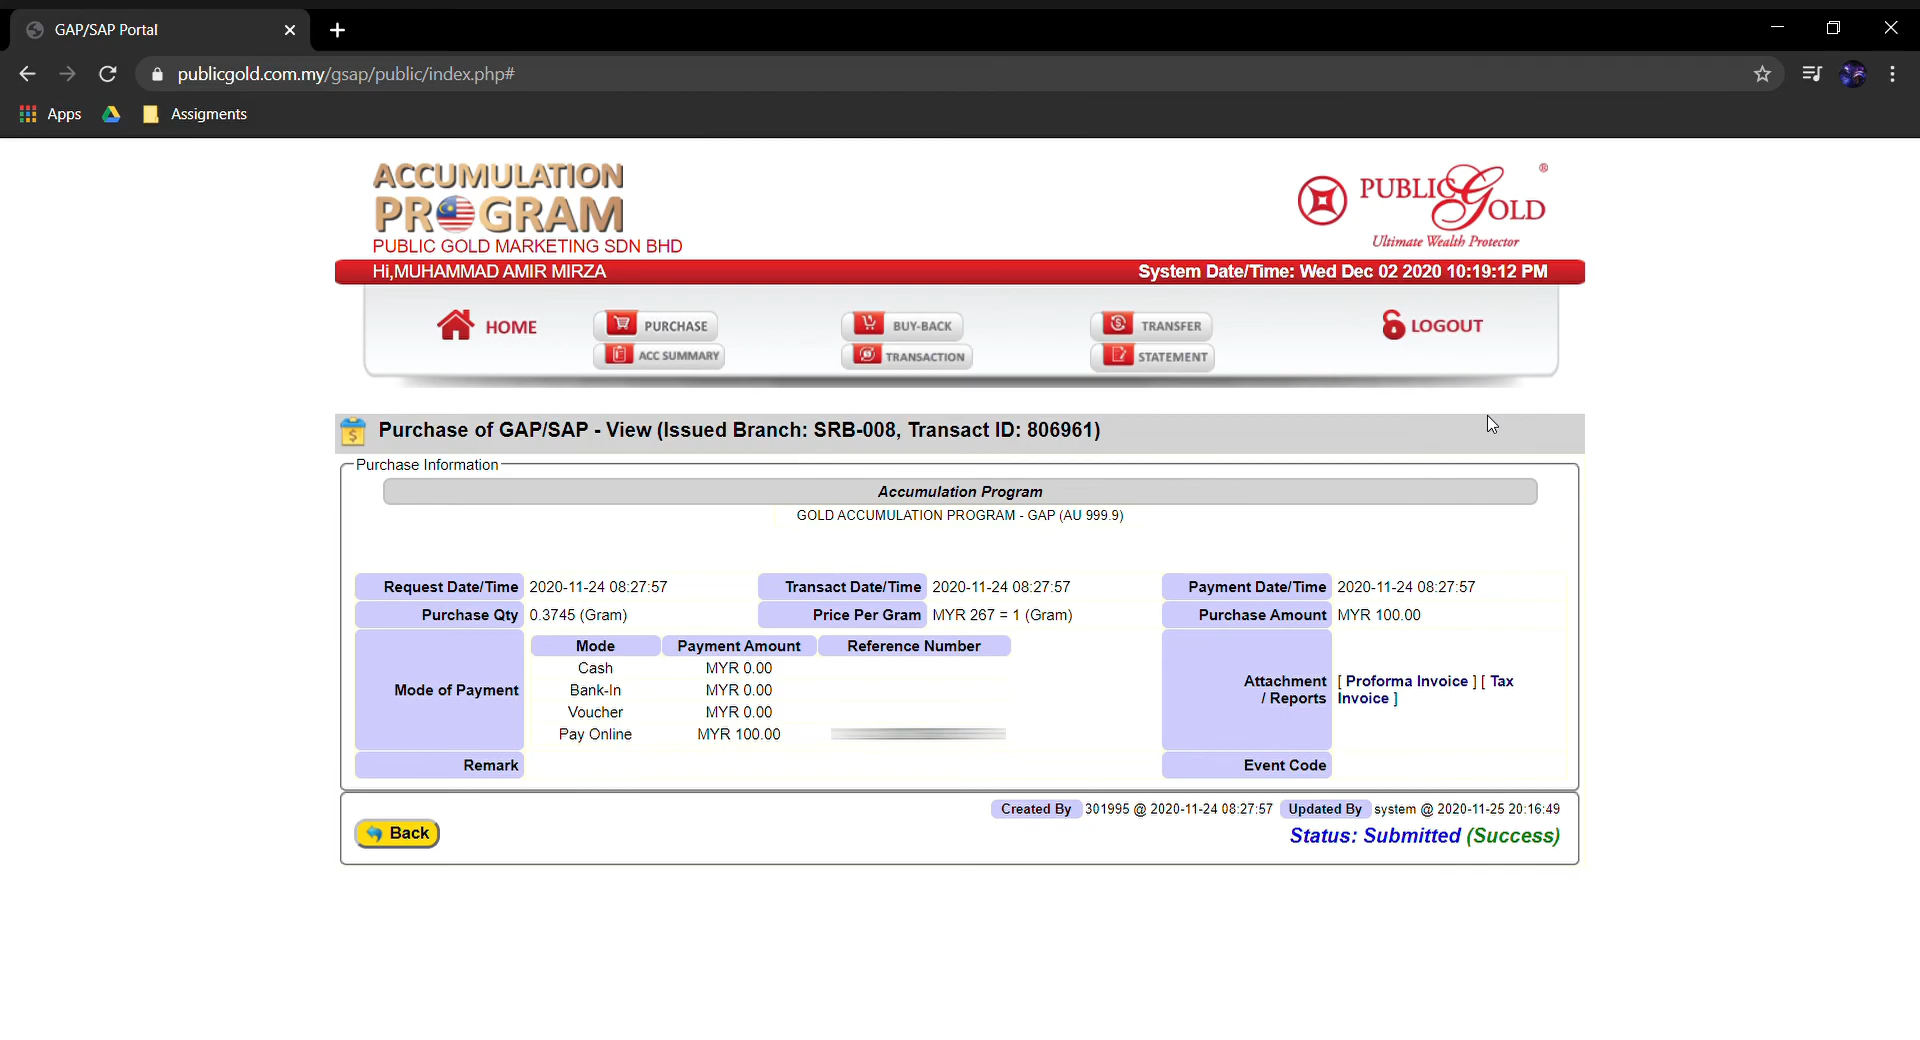 GAP/SAP Portal
publicgold.com.my/gsap/public/index.php#
Apps Assigments
ACCUMULATION
PROGRAM
PUBLIC GOLD MARKETING SDN BHD
PUBLIC GOLD ®
Ultimate Wealth Protector
Hi,MUHAMMAD AMIR MIRZA System Date/Time: Wed Dec 02 2020 10:19:12 PM
HOME PURCHASE BUY-BACK TRANSFER LOGOUT
ACC SUMMARY TRANSACTION STATEMENT
Purchase of GAP/SAP - View (Issued Branch: SRB-008, Transact ID: 806961)
Purchase Information
Accumulation Program
GOLD ACCUMULATION PROGRAM - GAP (AU 999.9)
Request Date/Time 2020-11-24 08:27:57 Transact Date/Time 2020-11-24 08:27:57 Payment Date/Time 2020-11-24 08:27:57
Purchase Qty 0.3745 (Gram) Price Per Gram MYR 267 = 1 (Gram) Purchase Amount MYR 100.00
Mode of Payment
Mode Payment Amount Reference Number
Cash MYR 0.00
Bank-In MYR 0.00
Voucher MYR 0.00
Pay Online MYR 100.00
Attachment [ Proforma Invoice ] [ Tax
/ Reports Invoice ]
Remark Event Code
Created By 301995 @ 2020-11-24 08:27:57 Updated By system @ 2020-11-25 20:16:49
Back
Status: Submitted (Success)